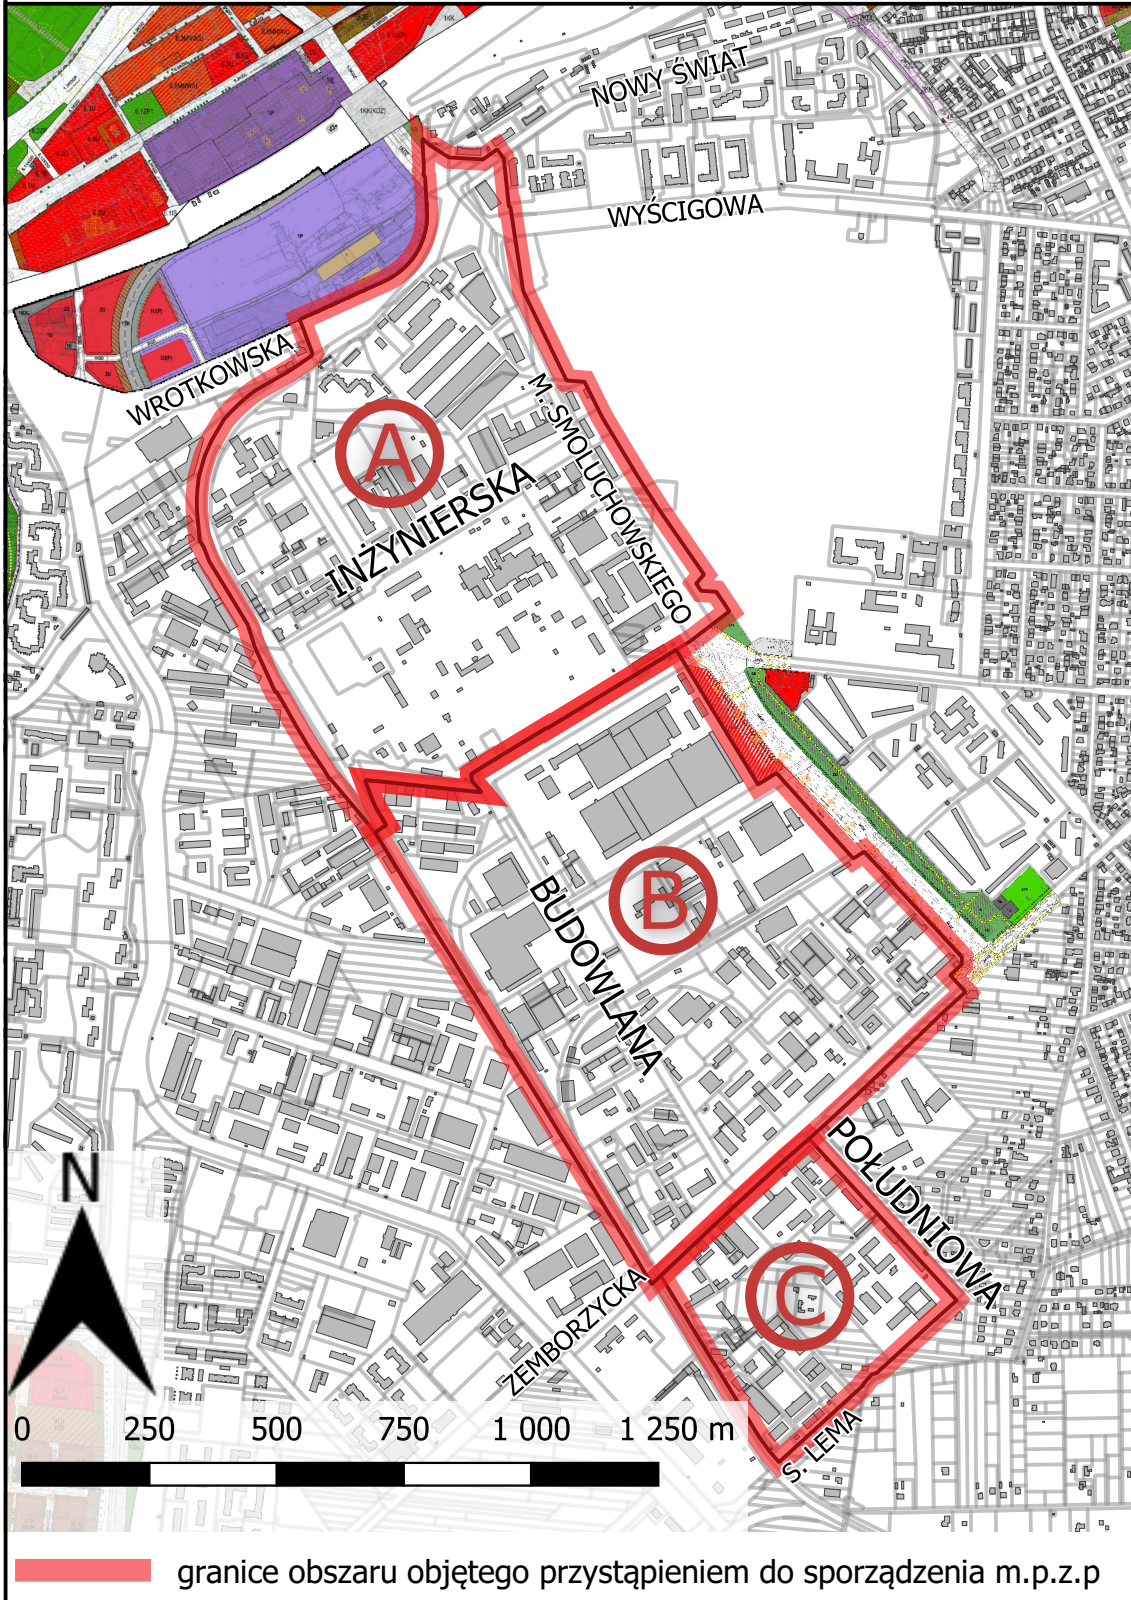 NOWY ŚWIAT
WYŚCIGOWA
WROTKOWSKA
M. SMOLUCHOWSKIEGO
A
INŻYNIERSKA
B
BUDOWLANA
POŁUDNIOWA
N
C
ZEMBORZYCKA
S. LEMA
0 250 500 750 1 000 1 250 m
granice obszaru objętego przystąpieniem do sporządzenia m.p.z.p